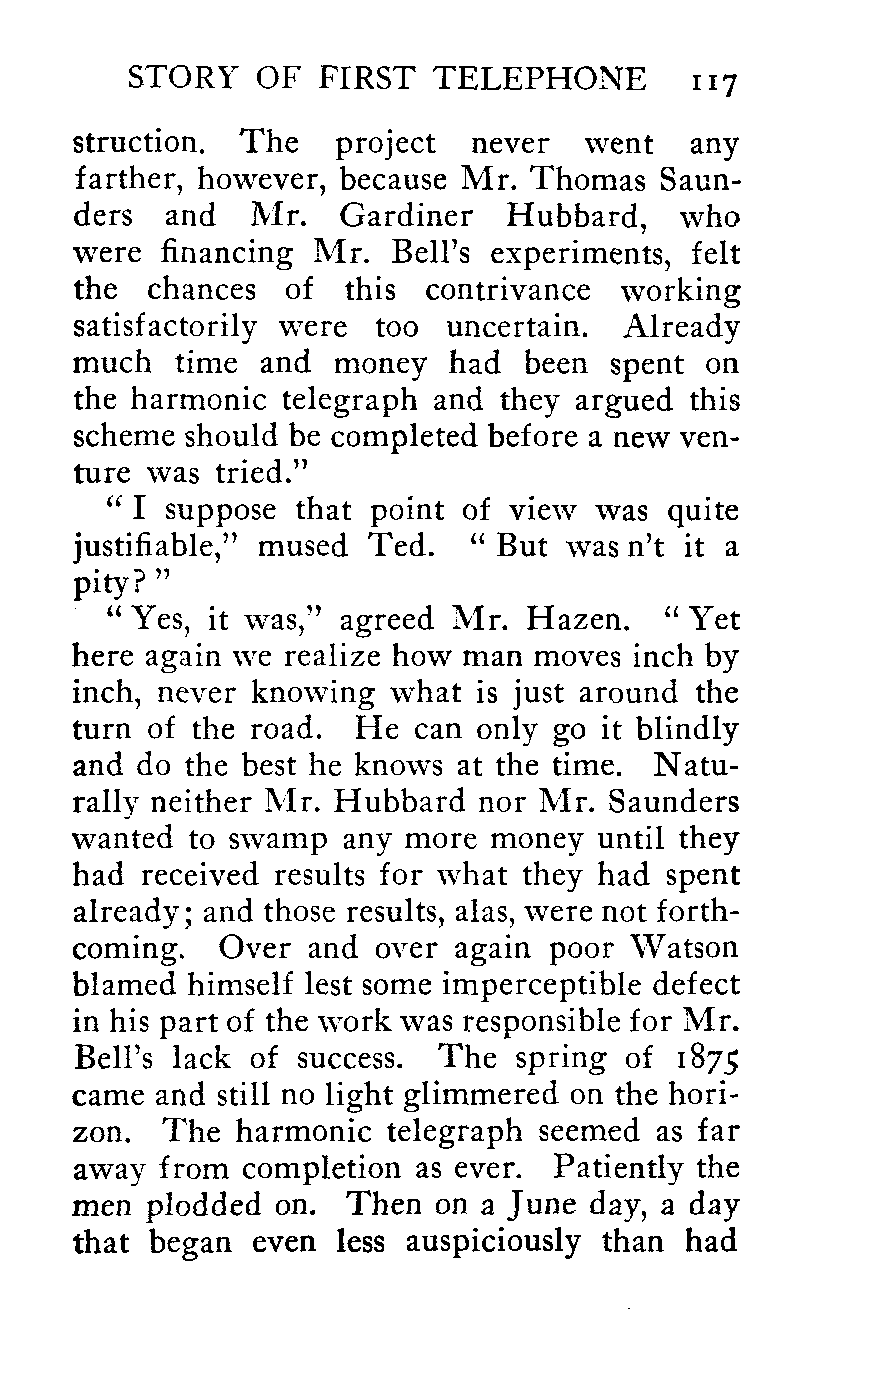 STORY OF FIRST TELEPHONE 117
struction. The project never went any
farther, however, because Mr. Thomas Saun-
ders and Mr. Gardiner Hubbard, who
were financing Mr. Bell's experiments, felt
the chances of this contrivance working
satisfactorily were too uncertain. Already
much time and money had been spent on
the harmonic telegraph and they argued this
scheme should be completed before a new ven-
ture was tried."
" I suppose that point of view was quite
justifiable," mused Ted. " But was n't it a
pity? "
" Yes, it was," agreed Mr. Hazen. " Yet
here again we realize how man moves inch by
inch, never knowing what is just around the
turn of the road. He can only go it blindly
and do the best he knows at the time. Natu-
rally neither Mr. Hubbard nor Mr. Saunders
wanted to swamp any more money until they
had received results for what they had spent
already; and those results, alas, were not forth-
coming. Over and over again poor Watson
blamed himself lest some imperceptible defect
in his part of the work was responsible for Mr.
Bell's lack of success. The spring of 1875
came and still no light glimmered on the hori-
zon. The harmonic telegraph seemed as far
away from completion as ever. Patiently the
men plodded on. Then on a June day, a day
that began even less auspiciously than had